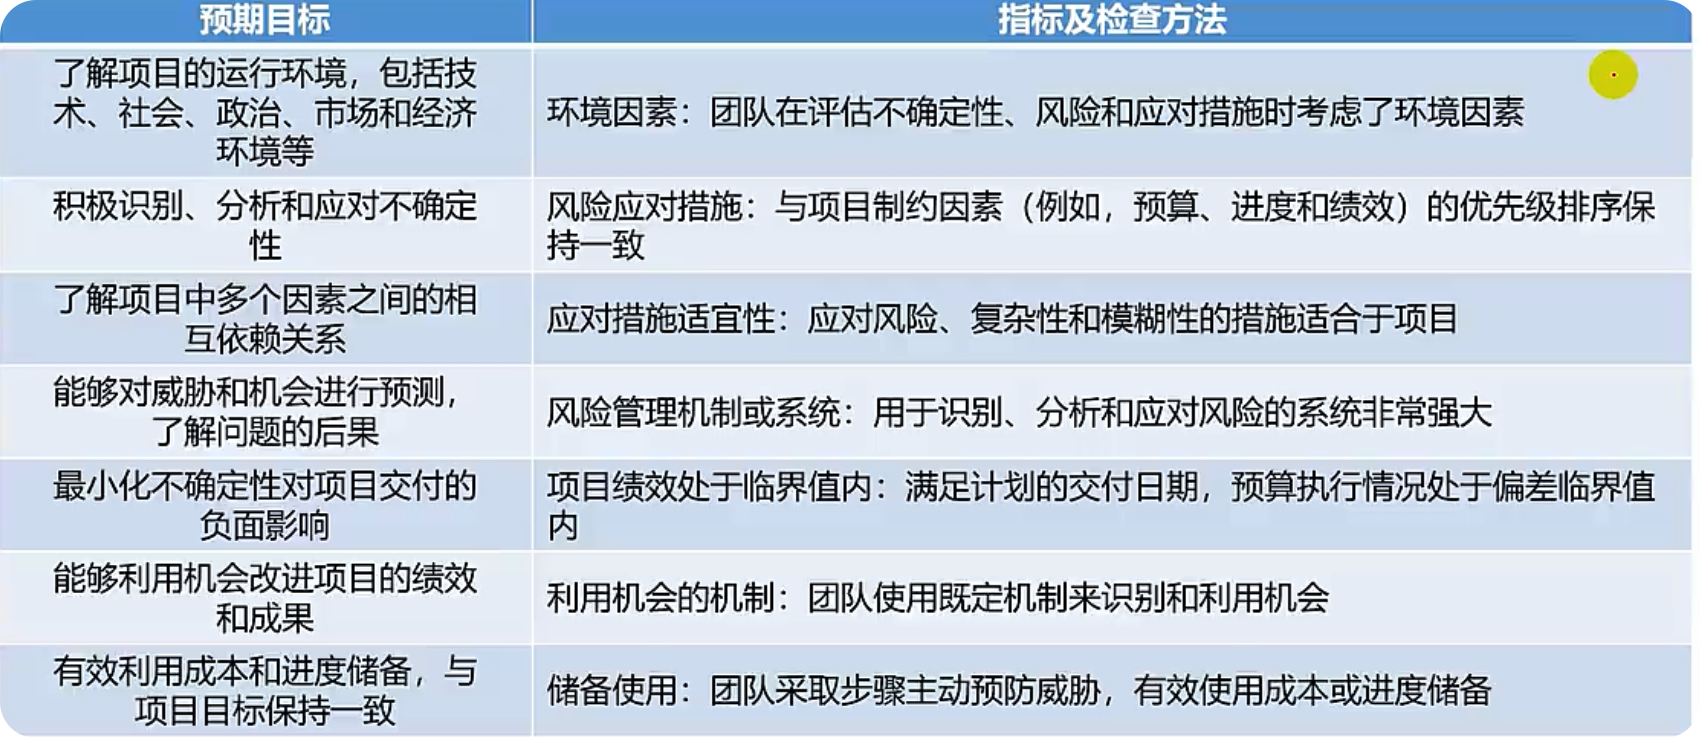 预期目标
指标及检查方法
了解项目的运行环境，包括技
术、社会、政治、市场和经济
环境等
环境因素：团队在评估不确定性、风险和应对措施时考虑了环境因素
积极识别、分析和应对不确定
性
风险应对措施：与项目制约因素（例如，预算、进度和绩效）的优先级排序保
持一致
了解项目中多个因素之间的相
互依赖关系
应对措施适宜性：应对风险、复杂性和模糊性的措施适合于项目
能够对威胁和机会进行预测，
了解问题的后果
风险管理机制或系统：用于识别、分析和应对风险的系统非常强大
最小化不确定性对项目交付的
负面影响
项目绩效处于临界值内：满足计划的交付日期，预算执行情况处于偏差临界值
内
能够利用机会改进项目的绩效
和成果
利用机会的机制：团队使用既定机制来识别和利用机会
有效利用成本和进度储备，与
项目目标保持一致
储备使用：团队采取步骤主动预防威胁，有效使用成本或进度储备